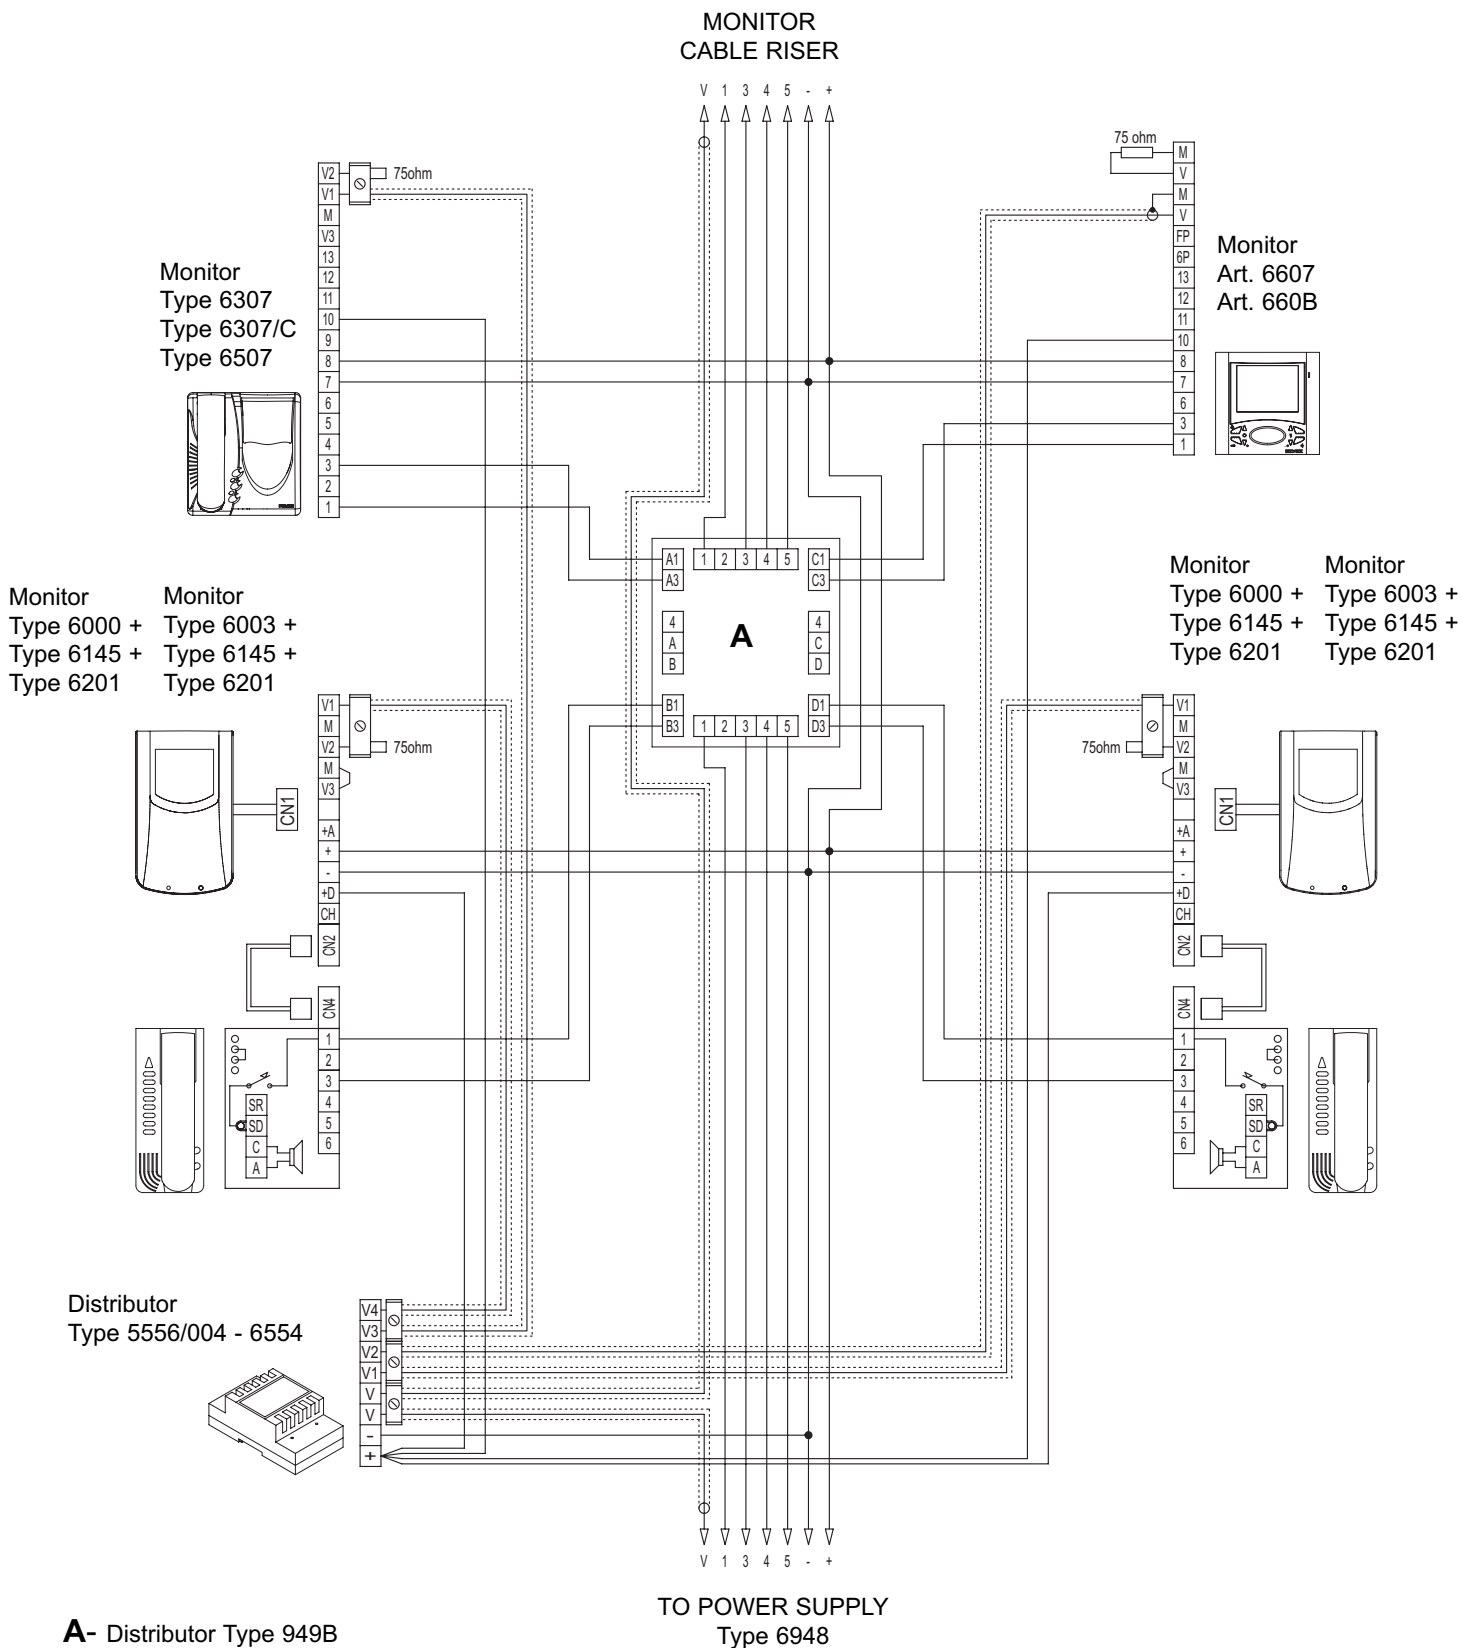 MONITOR
CABLE RISER
V 1 3 4 5 - +
V2
V1
M
V3
13
12
11
10
9
8
7
6
5
4
3
2
1
75ohm
Monitor
Type 6307
Type 6307/C
Type 6507
75 ohm
M
V
M
V
FP
6P
13
12
11
10
8
7
6
3
1
Monitor
Art. 6607
Art. 660B
A1
A3
1 2 3 4 5
C1
C3
4
A
B
A
4
C
D
B1
B3
1 2 3 4 5
D1
D3
Monitor
Type 6000 +
Type 6145 +
Type 6201
Monitor
Type 6003 +
Type 6145 +
Type 6201
Monitor
Type 6000 +
Type 6145 +
Type 6201
Monitor
Type 6003 +
Type 6145 +
Type 6201
V1
M
V2
M
V3
+A
+
-
+D
CH
CN2
75ohm
CN1
CN4
1
2
3
4
5
6
SR
SD
C
A
V1
M
V2
M
V3
+A
+
-
+D
CH
CN2
75ohm
CN1
CN4
1
2
3
4
5
6
SR
SD
C
A
Distributor
Type 5556/004 - 6554
V4
V3
V2
V1
V
V
-
+
V 1 3 4 5 - +
TO POWER SUPPLY
Type 6948
A- Distributor Type 949B